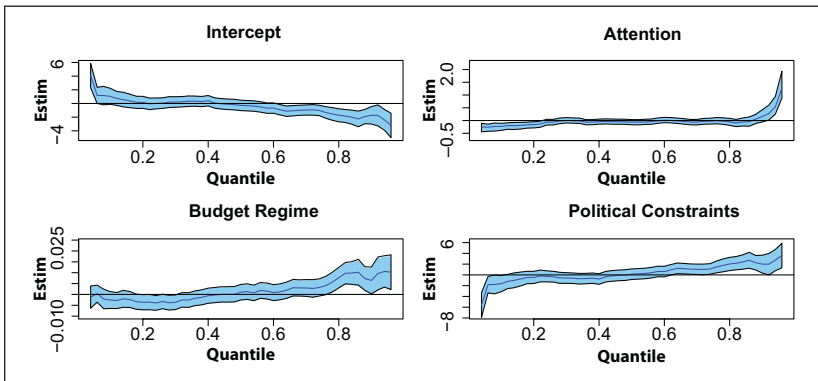 Intercept
Estim
6
−4
0.2 0.4 0.6 0.8
Quantile
Attention
Estim
2.0
−0.5
0.2 0.4 0.6 0.8
Quantile
Budget Regime
Estim
0.025
−0.010
0.2 0.4 0.6 0.8
Quantile
Political Constraints
Estim
6
−8
0.2 0.4 0.6 0.8
Quantile